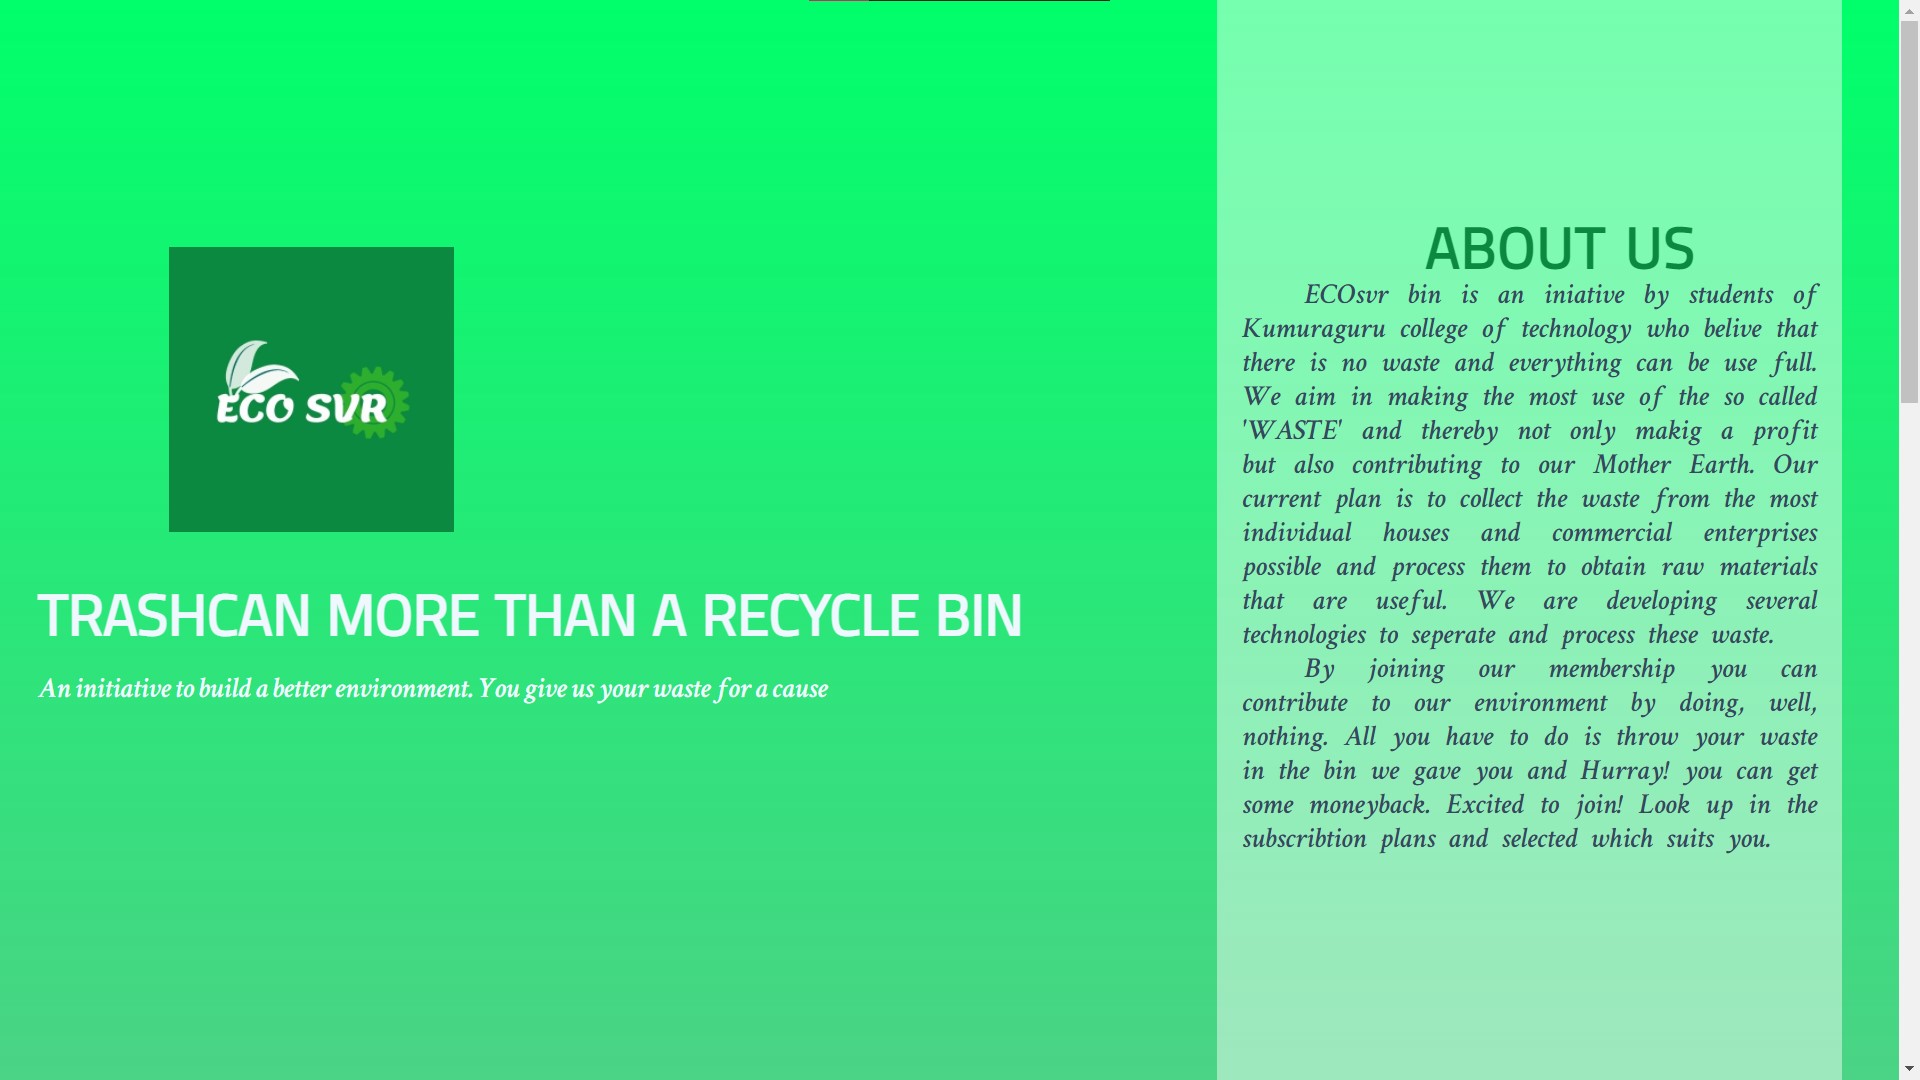 ECO SVR
TRASHCAN MORE THAN A RECYCLE BIN
An initiative to build a better environment. You give us your waste for a cause
ABOUT US
ECOsvr bin is an iniative by students of
Kumuraguru college of technology who belive that
there is no waste and everything can be use full.
We aim in making the most use of the so called
'WASTE' and thereby not only makig a profit
but also contributing to our Mother Earth. Our
current plan is to collect the waste from the most
individual houses and commercial enterprises
possible and process them to obtain raw materials
that are useful. We are developing several
technologies to seperate and process these waste.
By joining our membership you can
contribute to our environment by doing, well,
nothing. All you have to do is throw your waste
in the bin we gave you and Hurray! you can get
some moneyback. Excited to join! Look up in the
subscribtion plans and selected which suits you.